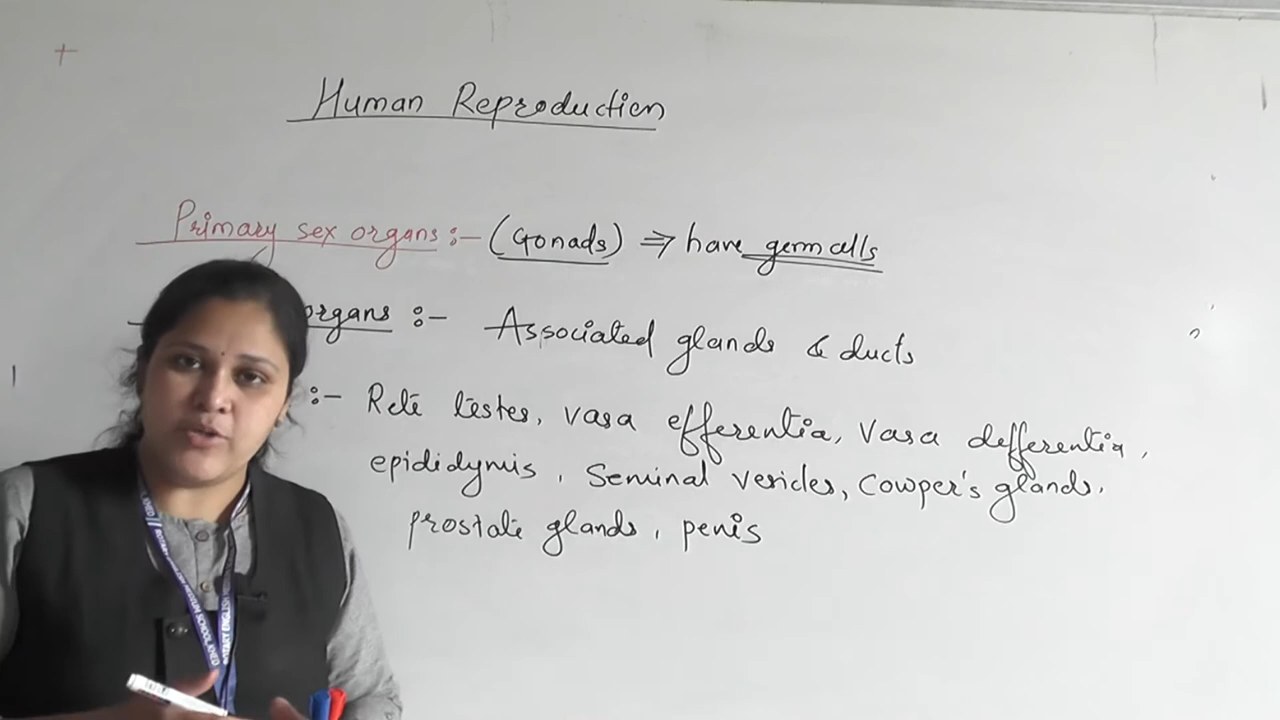 Human Reproduction
Primary sex organs :- (Gonads) ⇒ have germ cells
organs :- Associated glands & ducts
:- Rete testes, vasa efferentia, Vasa defferentia,
epididymis, Seminal vesicles, Cowper's glands.
prostate glands, penis